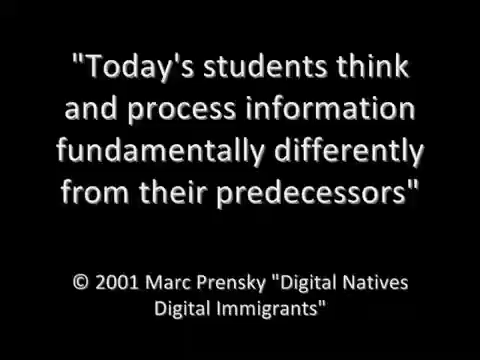 "Today's students think
and process information
fundamentally differently
from their predecessors"
© 2001 Marc Prensky "Digital Natives
Digital Immigrants"